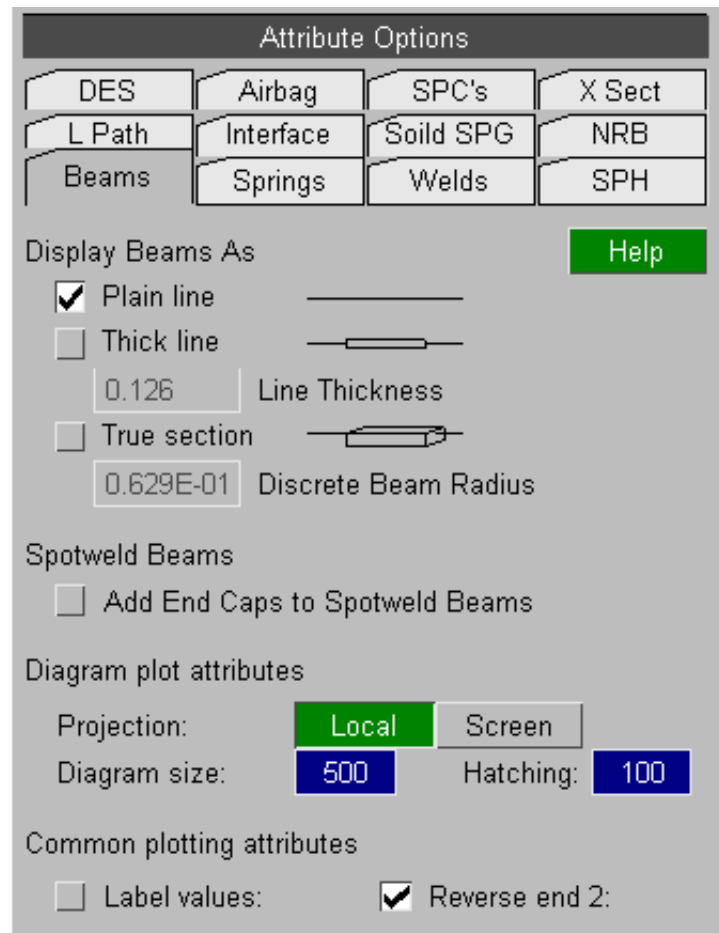 Attribute Options
DES Airbag SPC's X Sect
L Path Interface Soild SPG NRB
Beams Springs Welds SPH
Display Beams As Help
Plain line
Thick line
0.126 Line Thickness
True section
0.629E-01 Discrete Beam Radius
Spotweld Beams
Add End Caps to Spotweld Beams
Diagram plot attributes
Projection: Local Screen
Diagram size: 500 Hatching: 100
Common plotting attributes
Label values: Reverse end 2: